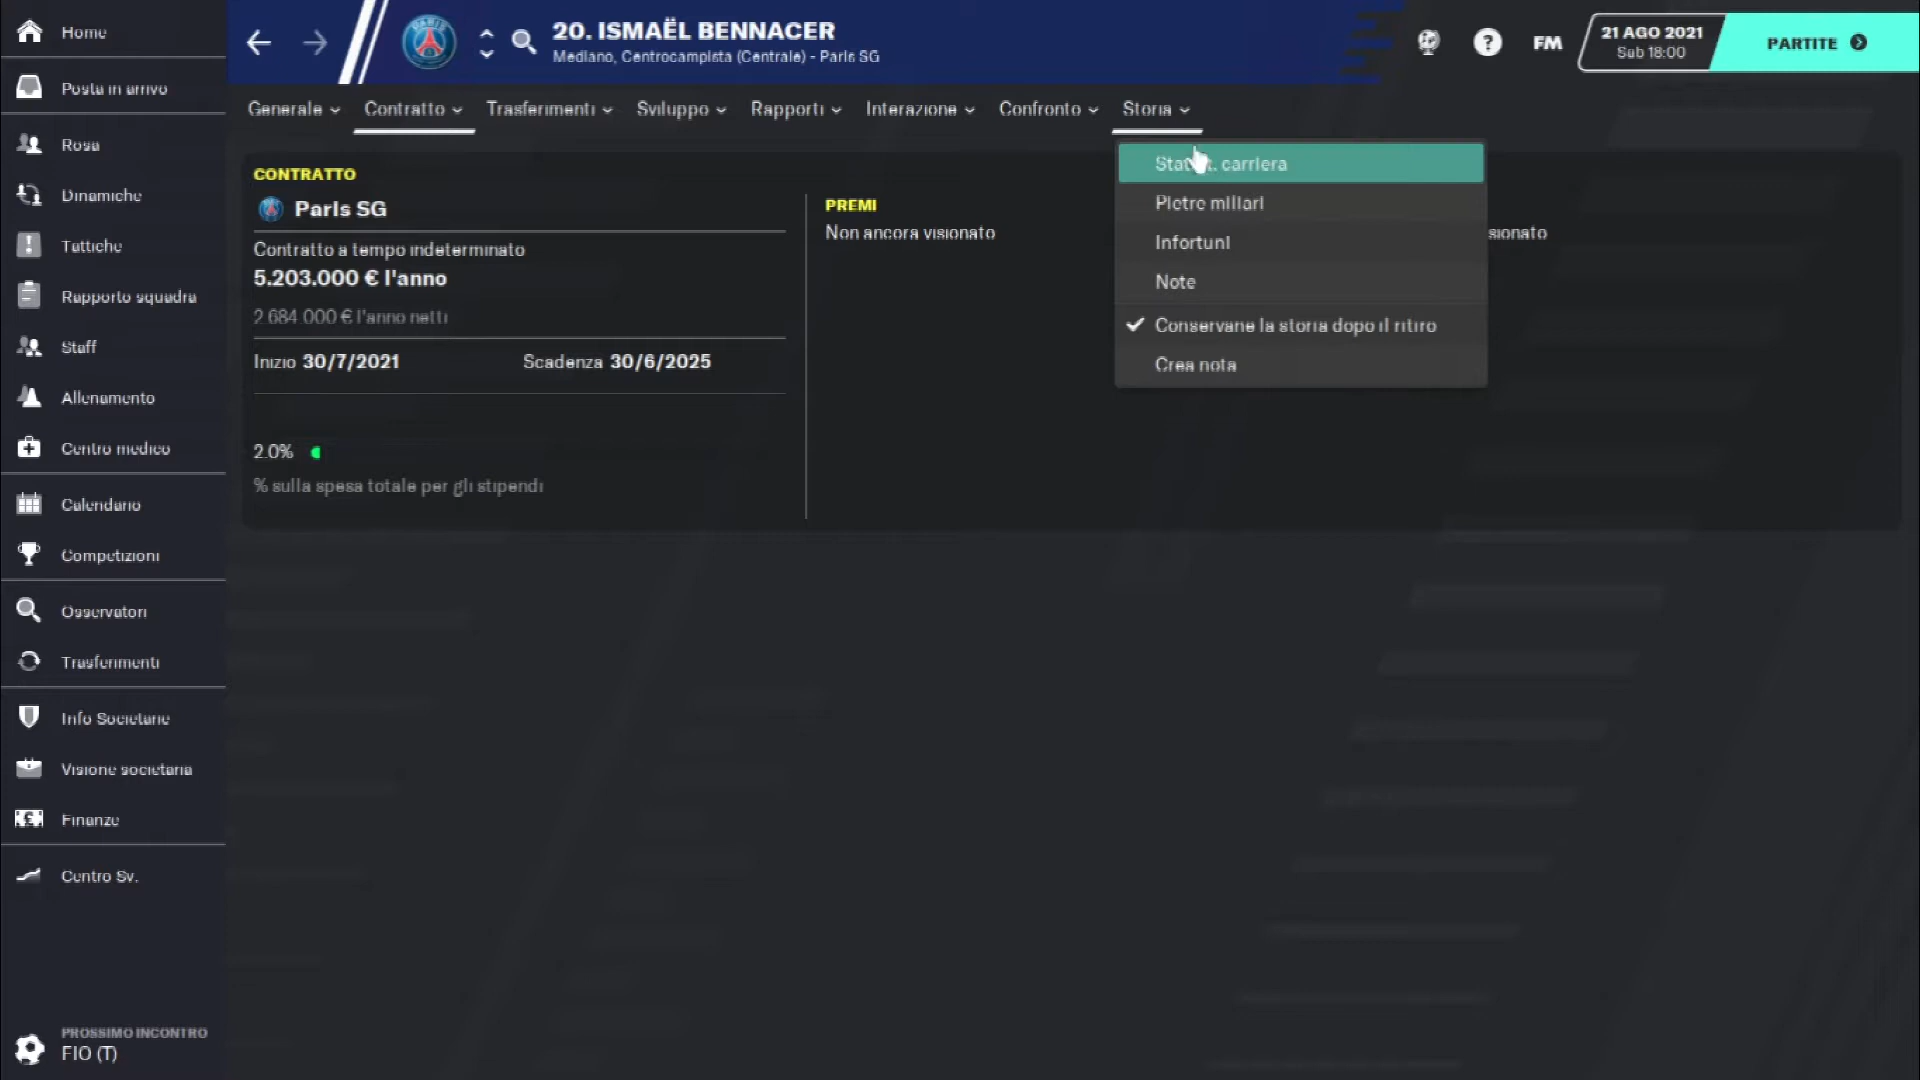 Home
Posta in arrivo
Rosa
Dinamiche
Tattiche
Rapporto squadra
Staff
Allenamento
Centro medico
Calendario
Competizioni
Osservatori
Trasferimenti
Info Societarie
Visione societaria
Finanze
Centro Sv.
PROSSIMO INCONTRO
FIO (T)
20. ISMAËL BENNACER
Mediano, Centrocampista (Centrale) - Paris SG
FM
21 AGO 2021
Sab 18:00
PARTITE
Generale Contratto Trasferimenti Sviluppo Rapporti Interazione Confronto Storia
CONTRATTO
Paris SG
Contratto a tempo indeterminato
5.203.000 € l'anno
2.684.000 € l'anno netti
Inizio 30/7/2021 Scadenza 30/6/2025
2.0%
% sulla spesa totale per gli stipendi
PREMI
Non ancora visionato
carriera
Pietre miliari
Infortuni
Note
Conservane la storia dopo il ritiro
Crea nota